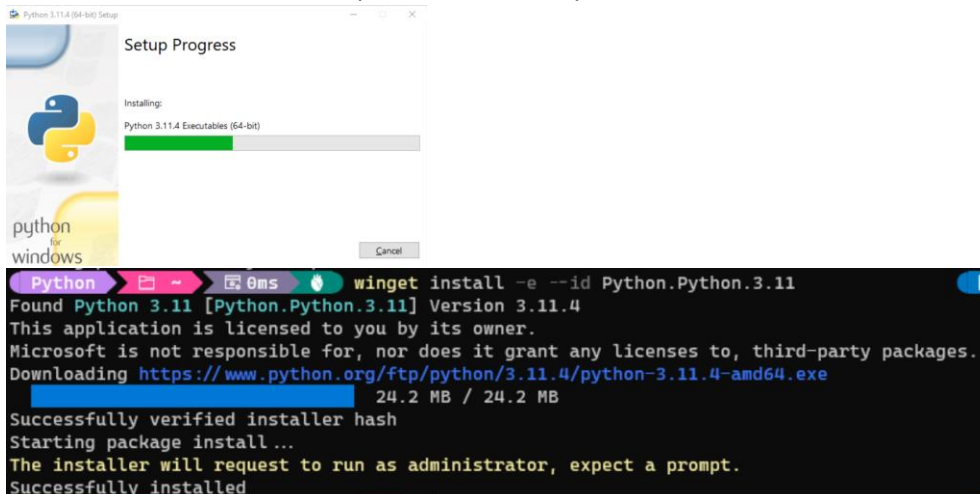 Python 3.11.4 (64-bit) Setup
Setup Progress
Installing:
Python 3.11.4 Executables (64-bit)
python
for
windows
Cancel
Python ~ 0ms winget install -e --id Python.Python.3.11
Found Python 3.11 [Python.Python.3.11] Version 3.11.4
This application is licensed to you by its owner.
Microsoft is not responsible for, nor does it grant any licenses to, third-party packages.
Downloading https://www.python.org/ftp/python/3.11.4/python-3.11.4-amd64.exe
24.2 MB / 24.2 MB
Successfully verified installer hash
Starting package install...
The installer will request to run as administrator, expect a prompt.
Successfully installed